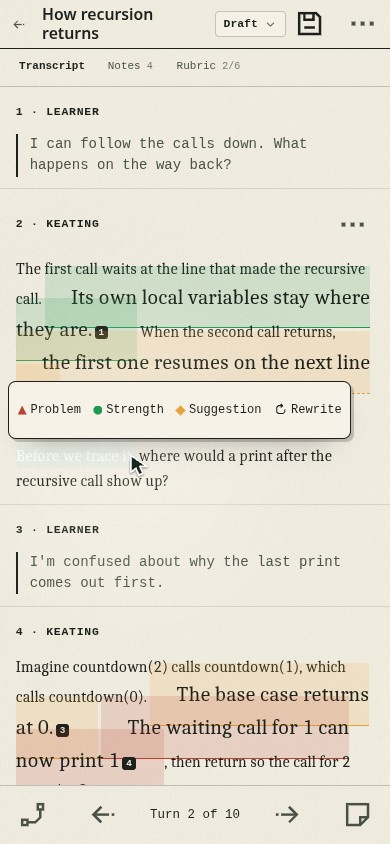 How recursion
returns
Draft
Transcript Notes 4 Rubric 2/6
1 · LEARNER
I can follow the calls down. What
happens on the way back?
2 · KEATING
The first call waits at the line that made the recursive
call. Its own local variables stay where
they are. 1 When the second call returns,
the first one resumes on the next line
Problem Strength Suggestion Rewrite
Before we trace it, where would a print after the
recursive call show up?
3 · LEARNER
I'm confused about why the last print
comes out first.
4 · KEATING
Imagine countdown(2) calls countdown(1), which
calls countdown(0). The base case returns
at 0. 3 The waiting call for 1 can
now print 1 4 , then return so the call for 2
Turn 2 of 10